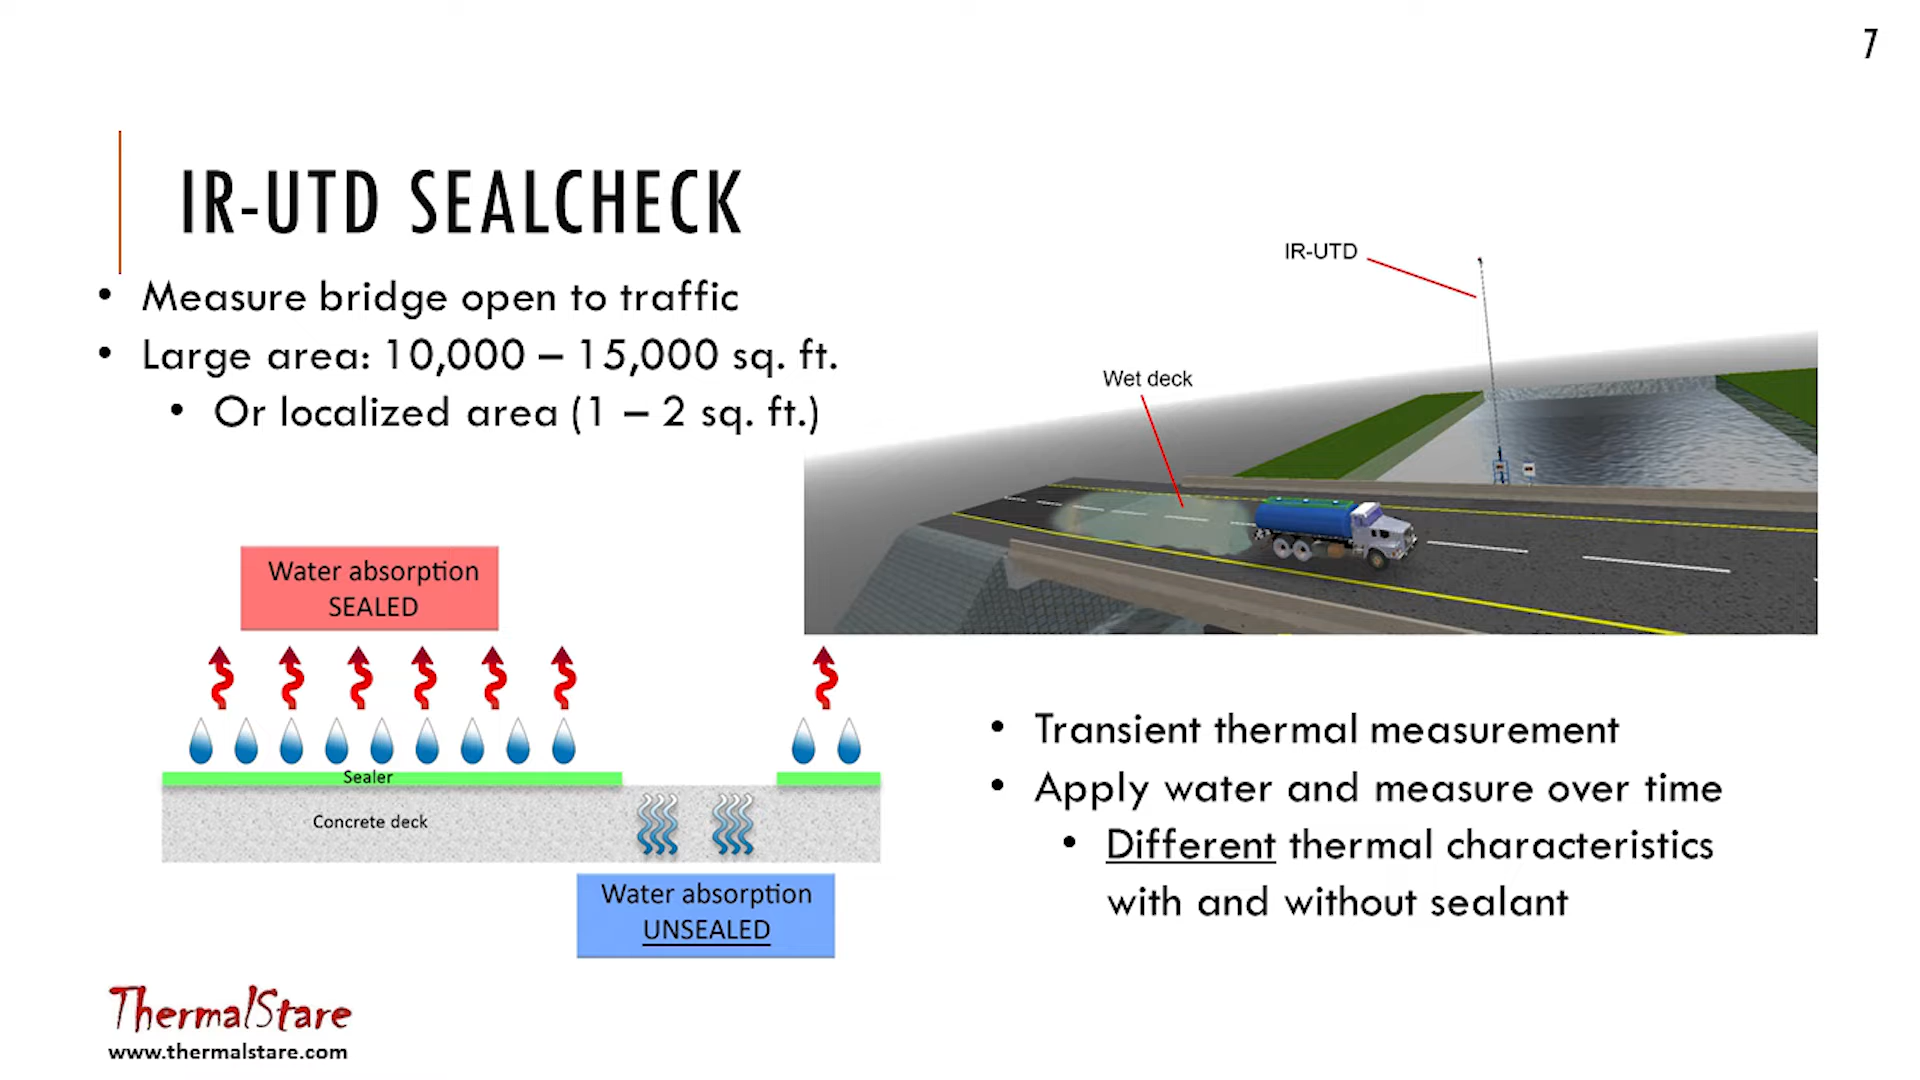 7
IR-UTD SEALCHECK
• Measure bridge open to traffic
• Large area: 10,000 – 15,000 sq. ft.
• Or localized area (1 – 2 sq. ft.)
IR-UTD
Wet deck
Water absorption
SEALED
Sealer
Concrete deck
Water absorption
UNSEALED
• Transient thermal measurement
• Apply water and measure over time
• Different thermal characteristics
with and without sealant
ThermalStare
www.thermalstare.com